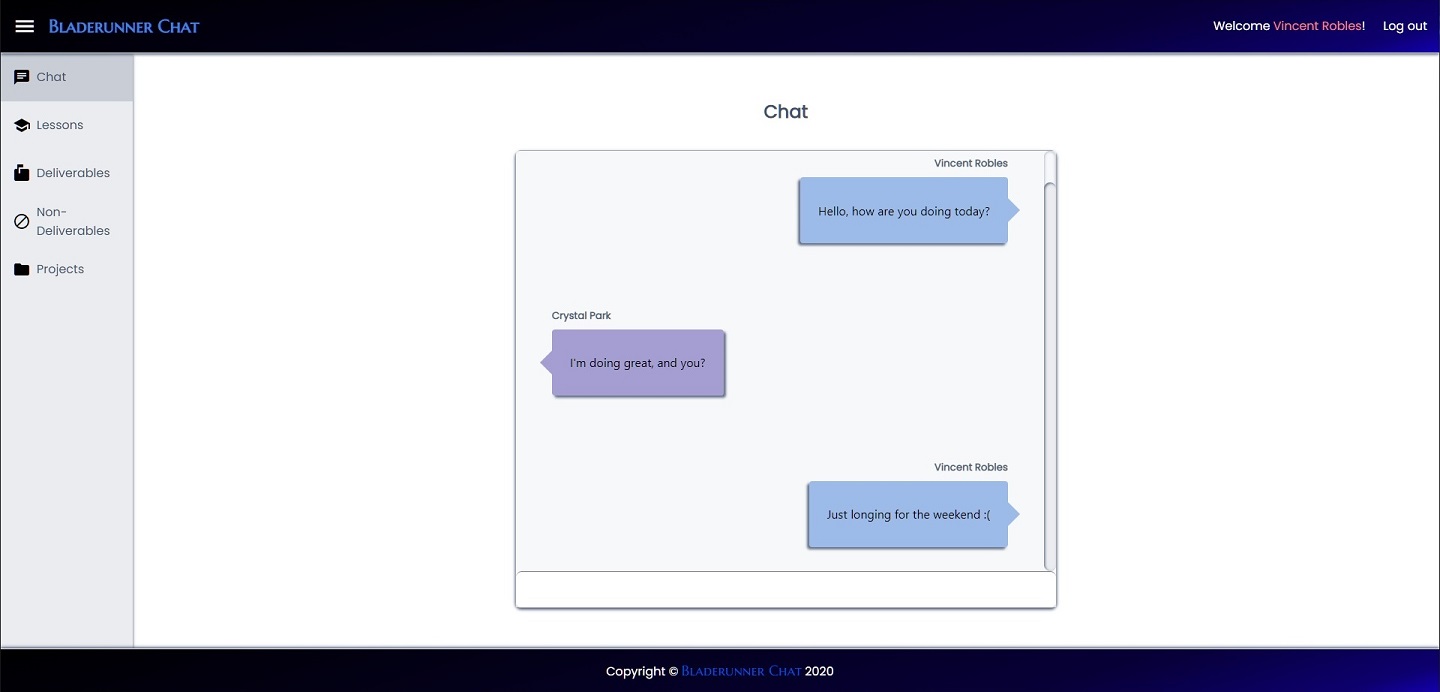 Bladerunner Chat
Welcome Vincent Robles!
Log out
Chat
Lessons
Deliverables
Non-
Deliverables
Projects
Chat
Vincent Robles
Hello, how are you doing today?
Crystal Park
I'm doing great, and you?
Vincent Robles
Just longing for the weekend :(
Copyright © Bladerunner Chat 2020